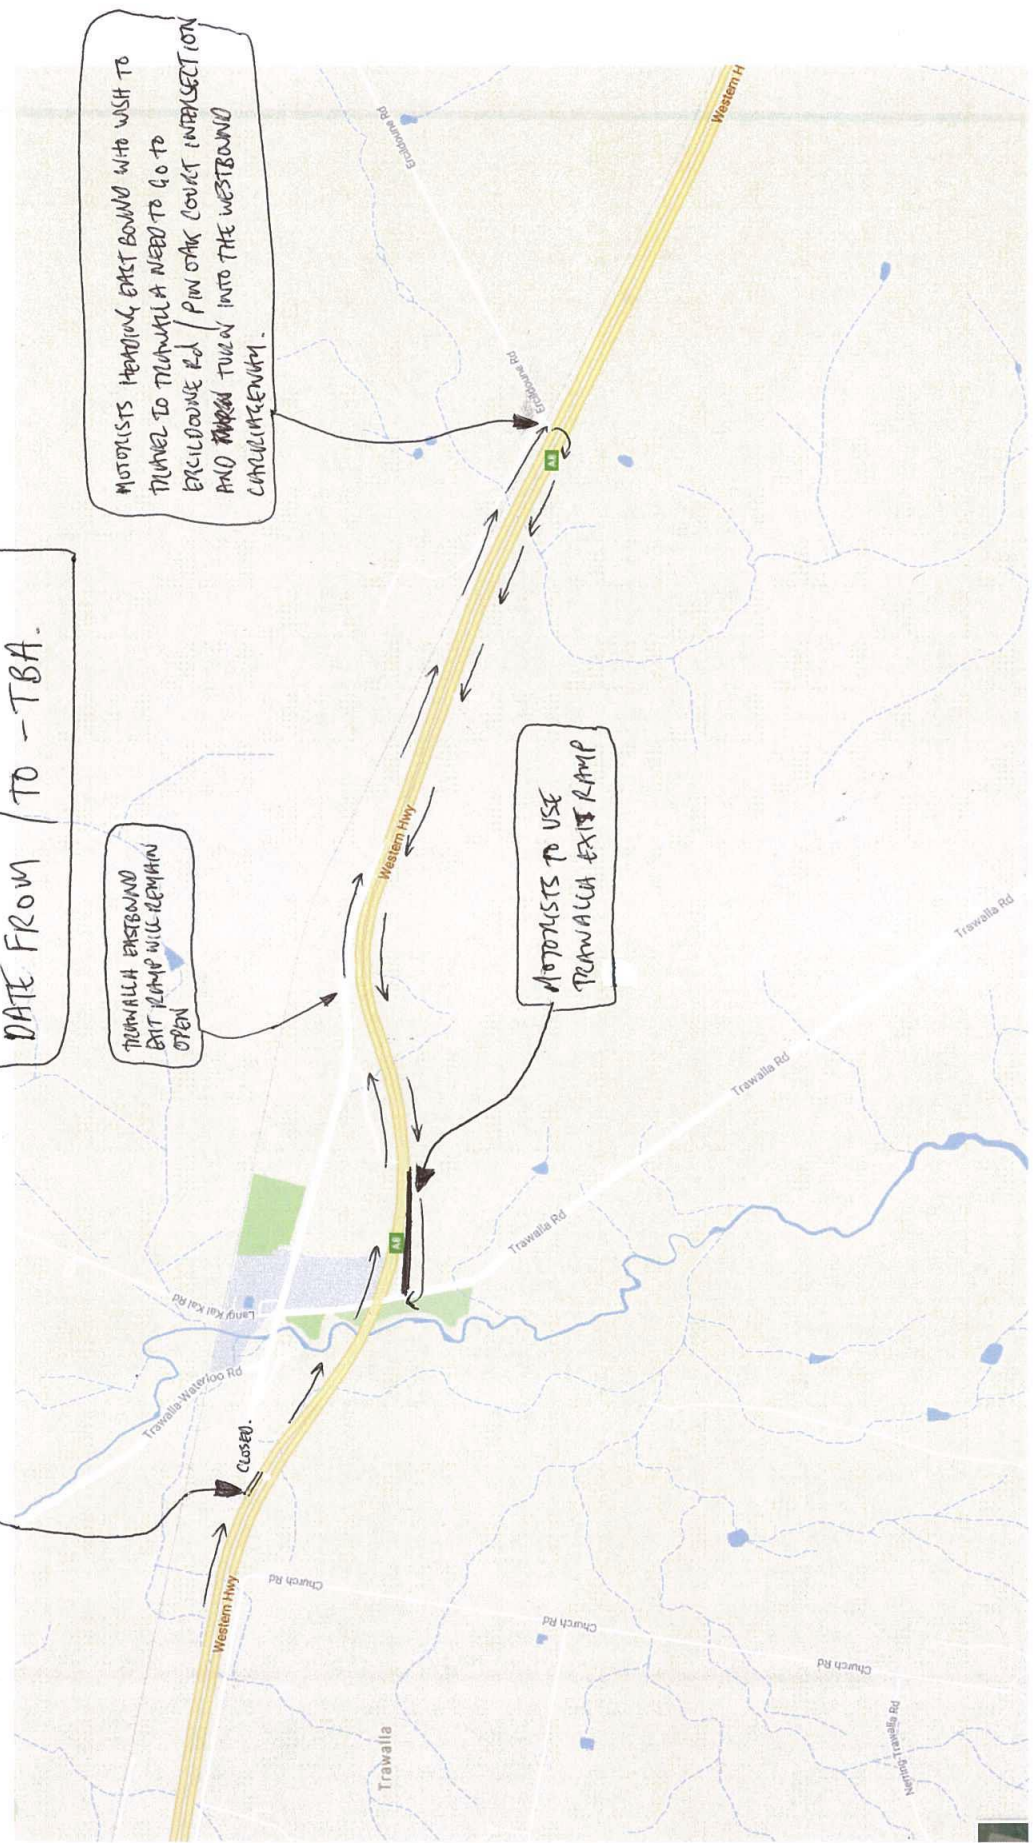 DATE FROM / TO - TBA.
MOTORISTS HEADING EAST BOUND WHO WISH TO
TRAVEL TO TRAWALLA NEED TO GO TO
ERCILDOUNE Rd / PIN OAK COURT INTERSECTION
AND TURN INTO THE WESTBOUND
CARRIAGEWAY.
TRAWALLA EASTBOUND
EXIT RAMP WILL REMAIN
OPEN
MOTORISTS TO USE
TRAWALLA EXIT RAMP
CLOSED.
Western Hwy
Western Hwy
Western H
A8
A8
Ercildoune Rd
Ercildoune Rd
Langi Kal Kal Rd
Trawalla-Waterloo Rd
Trawalla Rd
Trawalla Rd
Trawalla Rd
Church Rd
Church Rd
Church Rd
Trawalla
Nerring-Trawalla Rd